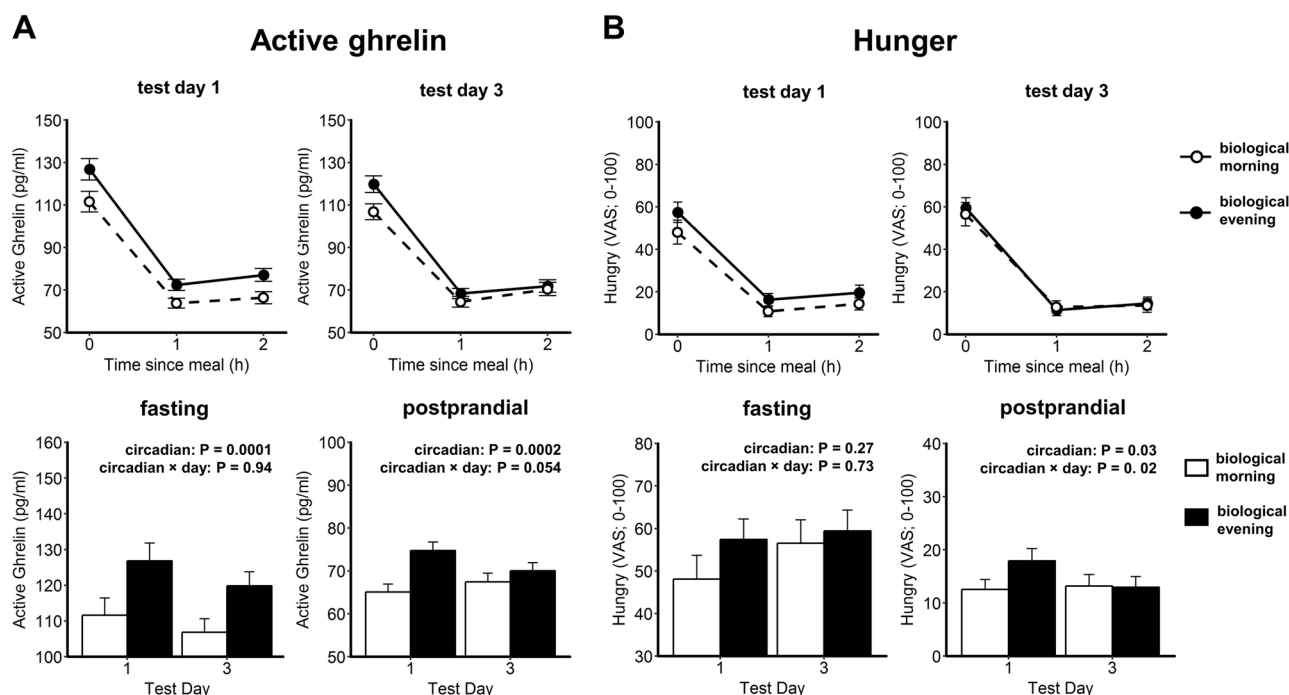 A
Active ghrelin
B
Hunger
test day 1
test day 3
test day 1
test day 3
150
130
110
90
70
50
Active Ghrelin (pg/ml)
0 1 2
Time since meal (h)
150
130
110
90
70
50
Active Ghrelin (pg/ml)
0 1 2
Time since meal (h)
100
80
60
40
20
0
Hungry (VAS; 0-100)
0 1 2
Time since meal (h)
100
80
60
40
20
0
Hungry (VAS; 0-100)
0 1 2
Time since meal (h)
biological
morning
biological
evening
fasting
postprandial
fasting
postprandial
160
150
140
130
120
110
100
Active Ghrelin (pg/ml)
circadian: P = 0.0001
circadian × day: P = 0.94
1 3
Test Day
100
90
80
70
60
50
Active Ghrelin (pg/ml)
circadian: P = 0.0002
circadian × day: P = 0.054
1 3
Test Day
80
70
60
50
40
30
Hungry (VAS; 0-100)
circadian: P = 0.27
circadian × day: P = 0.73
1 3
Test Day
40
30
20
10
0
Hungry (VAS; 0-100)
circadian: P = 0.03
circadian × day: P = 0. 02
1 3
Test Day
biological
morning
biological
evening